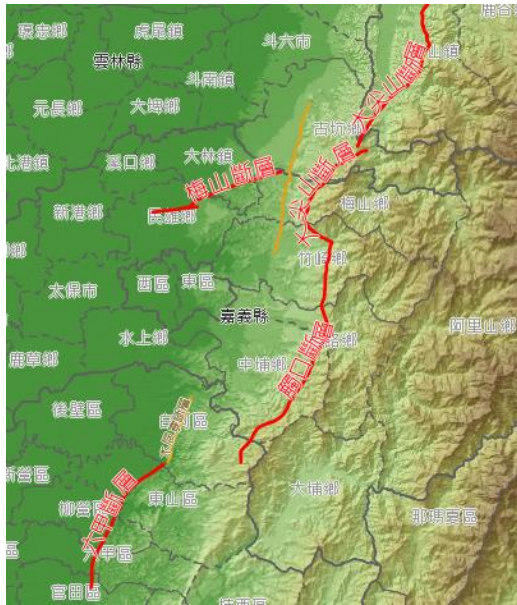 褒忠鄉
虎尾鎮
斗六市
鹿谷
雲林縣
山鎮
斗南鎮
大尖山斷層
元長鄉
大埤鄉
古坑鄉
北港鎮
溪口鄉
大林鎮
梅山斷層
大尖山斷層
新港鄉
民雄鄉
梅山鄉
竹崎鄉
太保市
西區
東區
嘉義縣
水上鄉
路鄉
阿里山鄉
鹿草鄉
中埔鄉
觸口斷層
後壁區
白河區
新營區
東山區
大埔鄉
柳營區
六甲斷層
那瑪夏區
區
甲區
官田區